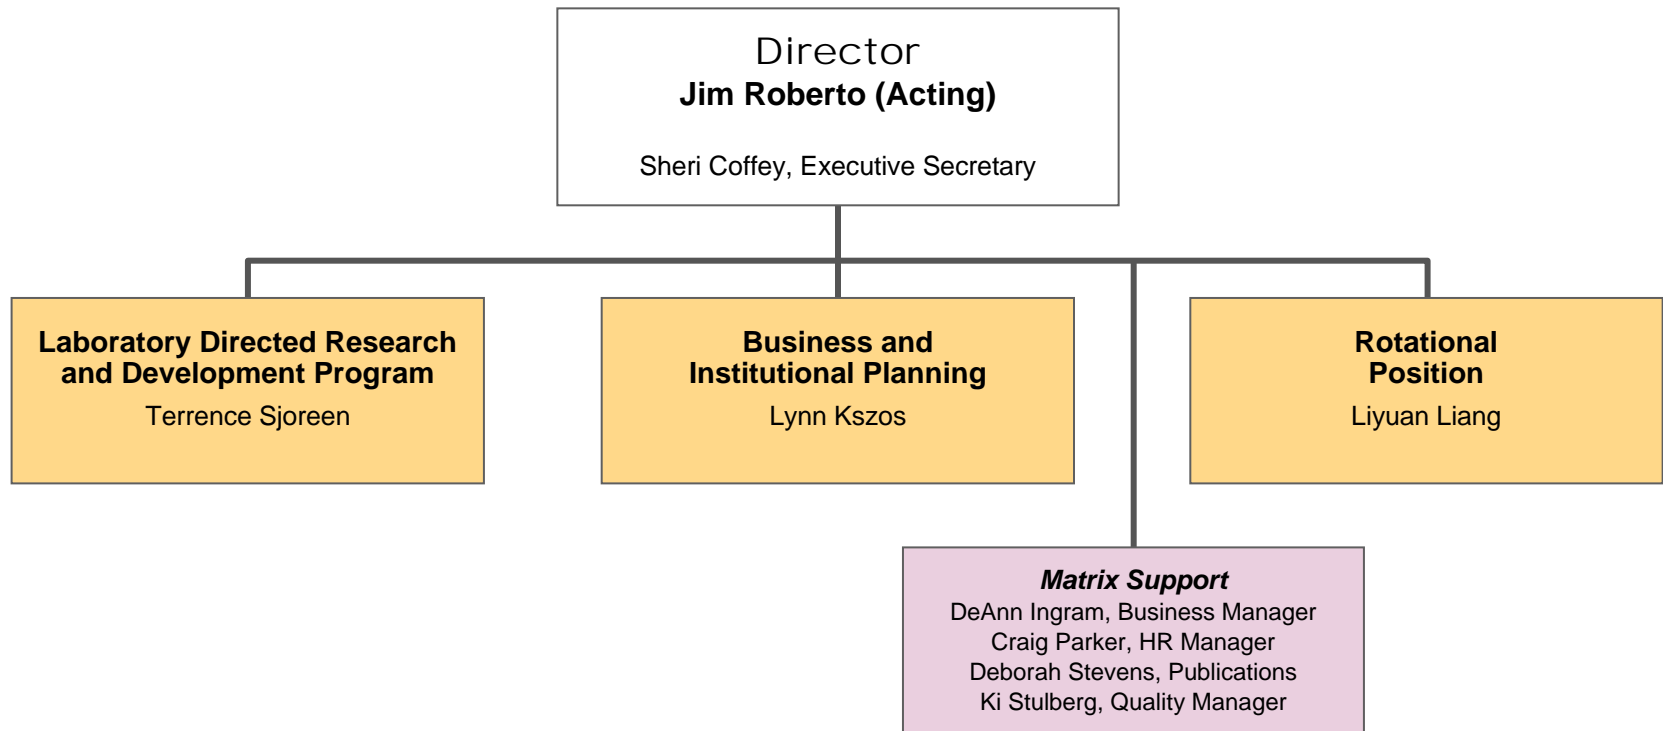 Director
Jim Roberto (Acting)
Sheri Coffey, Executive Secretary
Laboratory Directed Research
and Development Program
Terrence Sjoreen
Business and
Institutional Planning
Lynn Kszos
Rotational
Position
Liyuan Liang
Matrix Support
DeAnn Ingram, Business Manager
Craig Parker, HR Manager
Deborah Stevens, Publications
Ki Stulberg, Quality Manager